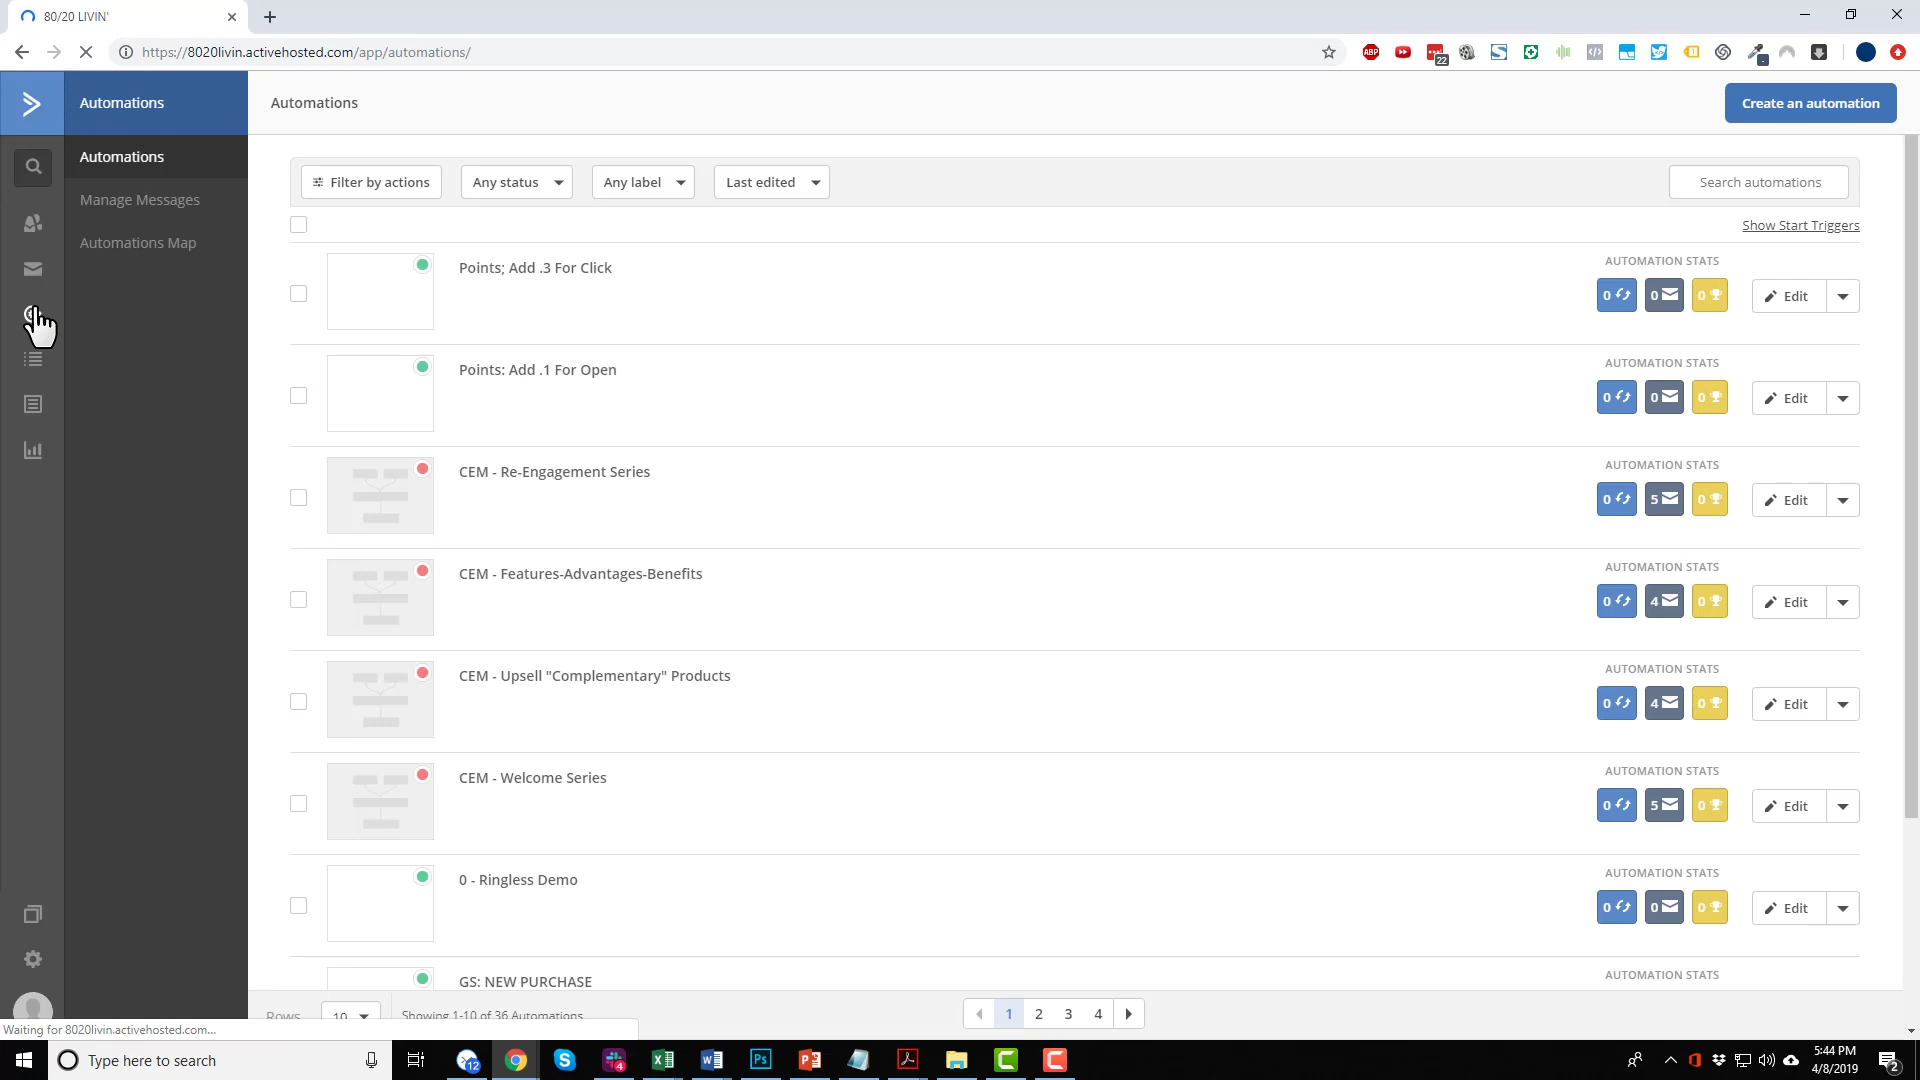 80/20 LIVIN'
https://8020livin.activehosted.com/app/automations/
ABP
22
Automations
Automations
Create an automation
Automations
Manage Messages
Automations Map
Filter by actions
Any status
Any label
Last edited
Search automations
Show Start Triggers
Points; Add .3 For Click
AUTOMATION STATS
0 0 0 Edit
Points: Add .1 For Open
AUTOMATION STATS
0 0 0 Edit
CEM - Re-Engagement Series
AUTOMATION STATS
0 5 0 Edit
CEM - Features-Advantages-Benefits
AUTOMATION STATS
0 4 0 Edit
CEM - Upsell "Complementary" Products
AUTOMATION STATS
0 4 0 Edit
CEM - Welcome Series
AUTOMATION STATS
0 5 0 Edit
0 - Ringless Demo
AUTOMATION STATS
0 0 0 Edit
GS: NEW PURCHASE
AUTOMATION STATS
Rows 10 Showing 1-10 of 36 Automations
1 2 3 4
Waiting for 8020livin.activehosted.com...
Type here to search
12
4
Ps
5:44 PM
4/8/2019
2